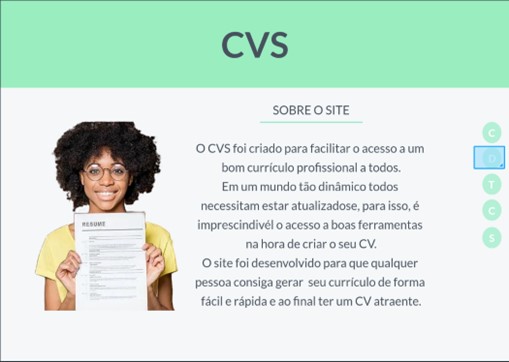 CVS
SOBRE O SITE
O CVS foi criado para facilitar o acesso a um
bom currículo profissional a todos.
Em um mundo tão dinâmico todos
necessitam estar atualizadose, para isso, é
imprescindivél o acesso a boas ferramentas
na hora de criar o seu CV.
O site foi desenvolvido para que qualquer
pessoa consiga gerar seu currículo de forma
fácil e rápida e ao final ter um CV atraente.
RESUME
C
T
C
S